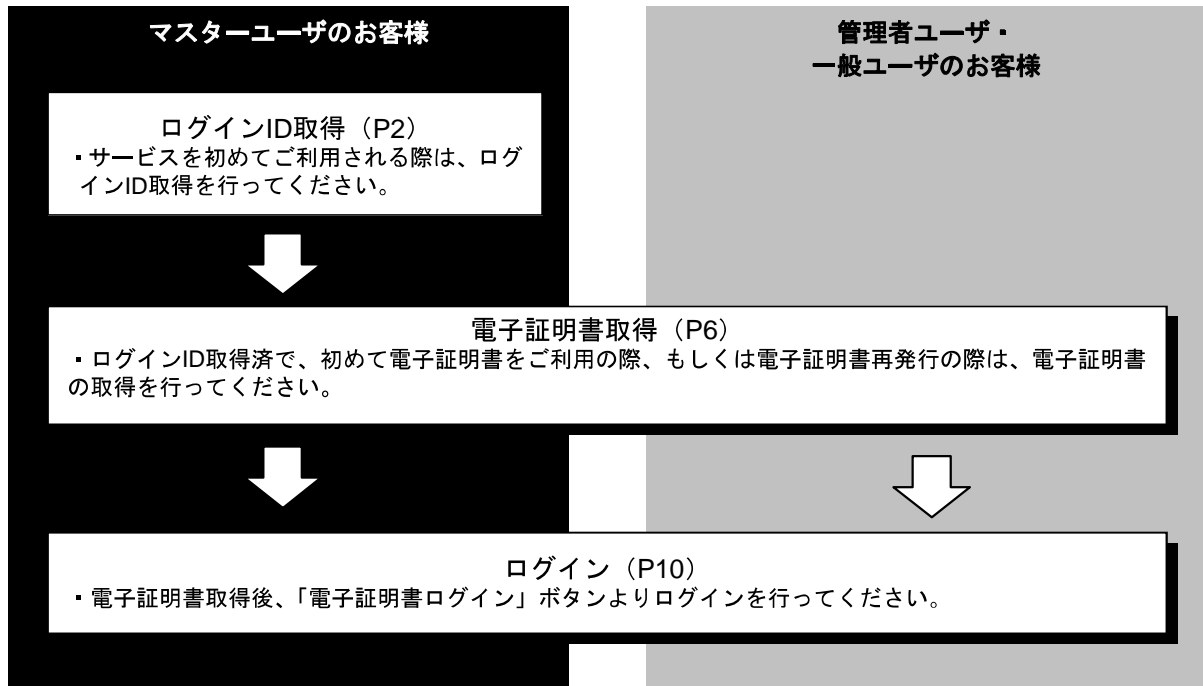 マスターユーザのお客様
管理者ユーザ・
一般ユーザのお客様
ログインID取得（P2）
・サービスを初めてご利用される際は、ログ
インID取得を行ってください。
電子証明書取得（P6）
・ログインID取得済で、初めて電子証明書をご利用の際、もしくは電子証明書再発行の際は、電子証明書
の取得を行ってください。
ログイン（P10）
・電子証明書取得後、「電子証明書ログイン」ボタンよりログインを行ってください。